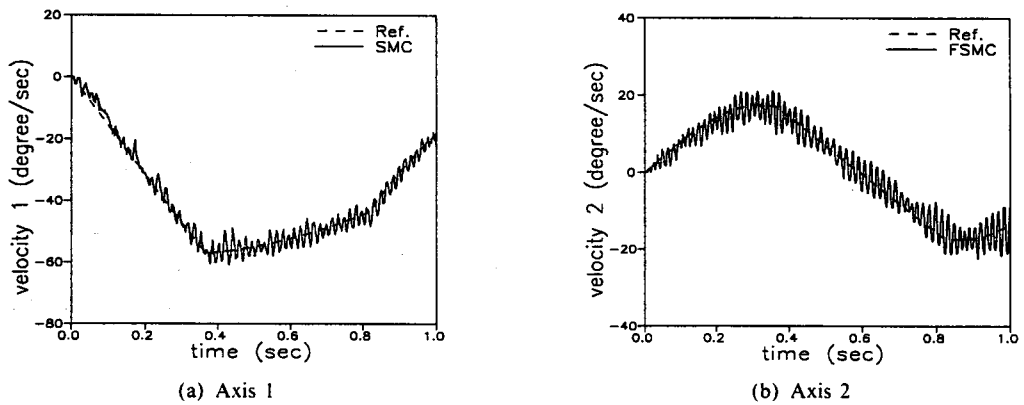 20
0
-20
-40
-60
-80
velocity 1 (degree/sec)
Ref.
SMC
0.0 0.2 0.4 0.6 0.8 1.0
time (sec)
(a) Axis 1
40
20
0
-20
-40
velocity 2 (degree/sec)
Ref.
FSMC
0.0 0.2 0.4 0.6 0.8 1.0
time (sec)
(b) Axis 2